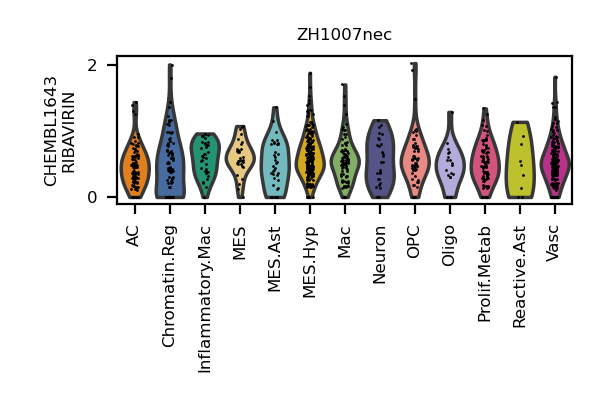 ZH1007nec
CHEMBL1643
RIBAVIRIN
2
0
AC
Chromatin.Reg
Inflammatory.Mac
MES
MES.Ast
MES.Hyp
Mac
Neuron
OPC
Oligo
Prolif.Metab
Reactive.Ast
Vasc